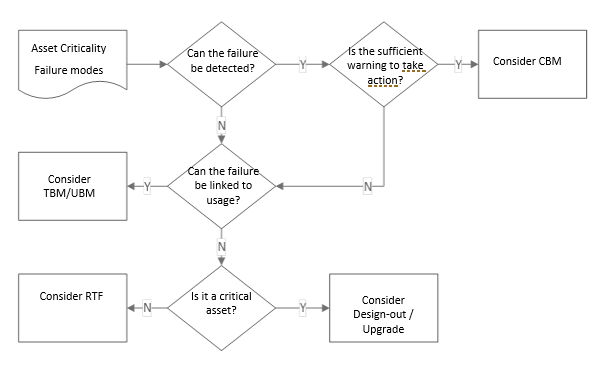 Asset Criticality
Failure modes
Can the failure
be detected?
Y
Is the sufficient
warning to take
action?
Y
Consider CBM
N
Consider
TBM/UBM
Y
Can the failure
be linked to
usage?
N
N
Consider RTF
N
Is it a critical
asset?
Y
Consider
Design-out /
Upgrade